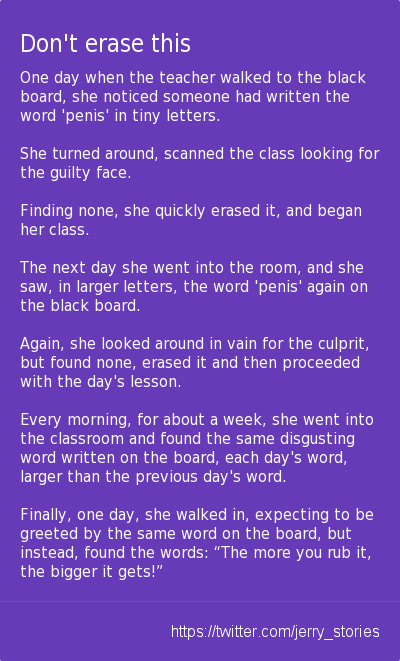 Don't erase this
One day when the teacher walked to the black
board, she noticed someone had written the
word 'penis' in tiny letters.
She turned around, scanned the class looking for
the guilty face.
Finding none, she quickly erased it, and began
her class.
The next day she went into the room, and she
saw, in larger letters, the word 'penis' again on
the black board.
Again, she looked around in vain for the culprit,
but found none, erased it and then proceeded
with the day's lesson.
Every morning, for about a week, she went into
the classroom and found the same disgusting
word written on the board, each day's word,
larger than the previous day's word.
Finally, one day, she walked in, expecting to be
greeted by the same word on the board, but
instead, found the words: “The more you rub it,
the bigger it gets!”
https://twitter.com/jerry_stories